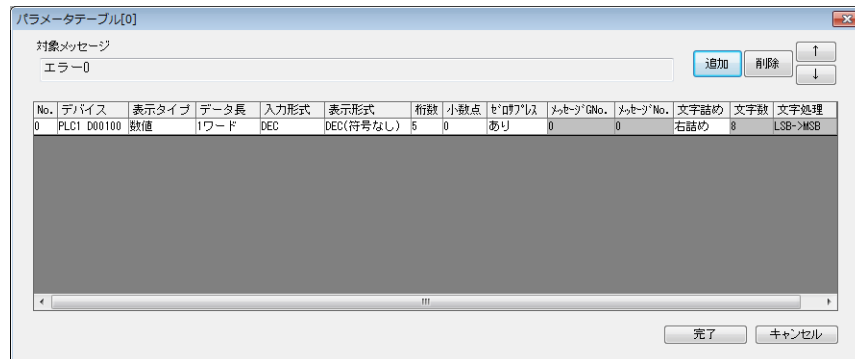 パラメータテーブル[0]
対象メッセージ
エラー0
追加
削除
↑
↓
No. デバイス 表示タイプ データ長 入力形式 表示形式 桁数 小数点 ゼロサプレス メッセージGNo. メッセージNo. 文字詰め 文字数 文字処理
0 PLC1 D00100 数値 1ワード DEC DEC(符号なし) 5 0 あり 0 0 右詰め 8 LSB->MSB
完了
キャンセル